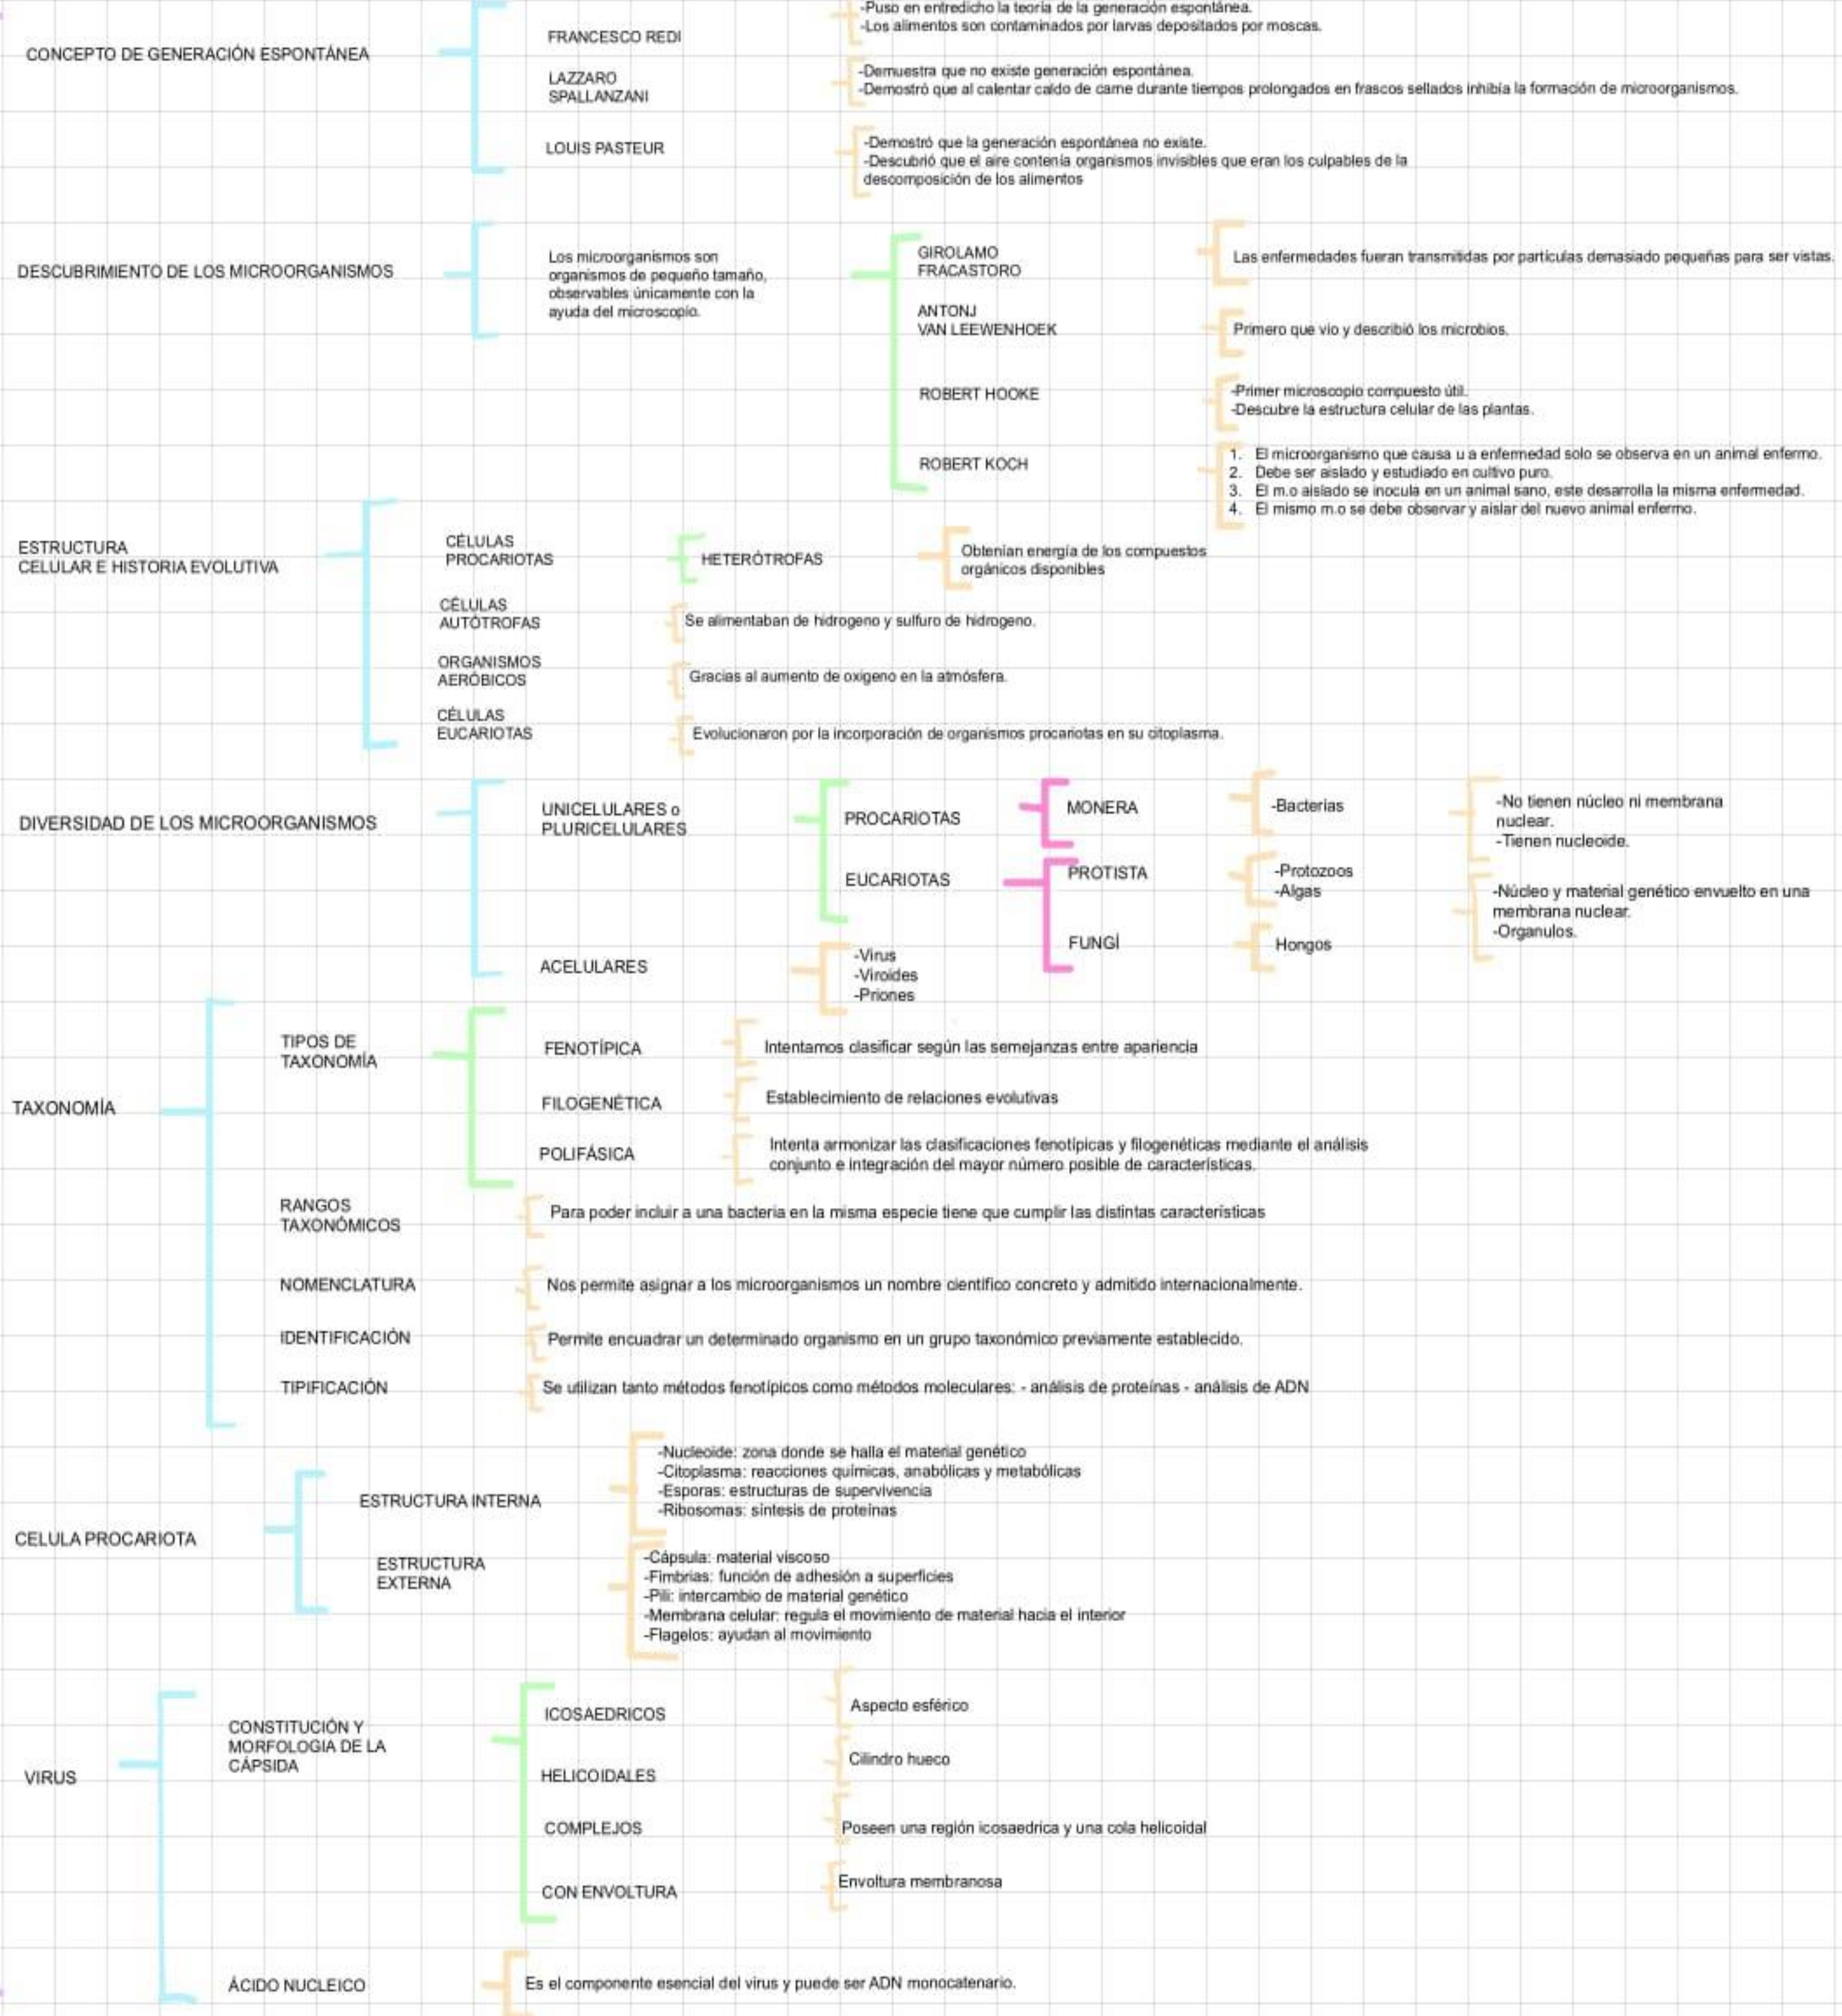 -Puso en entredicho la teoría de la generación espontánea.
-Los alimentos son contaminados por larvas depositados por moscas.
FRANCESCO REDI
CONCEPTO DE GENERACIÓN ESPONTÁNEA
LAZZARO
SPALLANZANI
-Demuestra que no existe generación espontánea.
-Demostró que al calentar caldo de carne durante tiempos prolongados en frascos sellados inhibía la formación de microorganismos.
LOUIS PASTEUR
-Demostró que la generación espontánea no existe.
-Descubrió que el aire contenía organismos invisibles que eran los culpables de la
descomposición de los alimentos
DESCUBRIMIENTO DE LOS MICROORGANISMOS
Los microorganismos son
organismos de pequeño tamaño,
observables únicamente con la
ayuda del microscopio.
GIROLAMO
FRACASTORO
Las enfermedades fueran transmitidas por partículas demasiado pequeñas para ser vistas.
ANTONJ
VAN LEEWENHOEK
Primero que vio y describió los microbios.
ROBERT HOOKE
-Primer microscopio compuesto útil.
-Descubre la estructura celular de las plantas.
ROBERT KOCH
1. El microorganismo que causa u a enfermedad solo se observa en un animal enfermo.
2. Debe ser aislado y estudiado en cultivo puro.
3. El m.o aislado se inocula en un animal sano, este desarrolla la misma enfermedad.
4. El mismo m.o se debe observar y aislar del nuevo animal enfermo.
ESTRUCTURA
CELULAR E HISTORIA EVOLUTIVA
CÉLULAS
PROCARIOTAS
HETERÓTROFAS
Obtenían energía de los compuestos
orgánicos disponibles
CÉLULAS
AUTÓTROFAS
Se alimentaban de hidrogeno y sulfuro de hidrogeno.
ORGANISMOS
AERÓBICOS
Gracias al aumento de oxigeno en la atmósfera.
CÉLULAS
EUCARIOTAS
Evolucionaron por la incorporación de organismos procariotas en su citoplasma.
DIVERSIDAD DE LOS MICROORGANISMOS
UNICELULARES o
PLURICELULARES
PROCARIOTAS
MONERA
-Bacterias
-No tienen núcleo ni membrana
nuclear.
-Tienen nucleoide.
EUCARIOTAS
PROTISTA
-Protozoos
-Algas
-Núcleo y material genético envuelto en una
membrana nuclear.
-Organulos.
FUNGÍ
Hongos
ACELULARES
-Virus
-Viroides
-Priones
TAXONOMÍA
TIPOS DE
TAXONOMÍA
FENOTÍPICA
Intentamos clasificar según las semejanzas entre apariencia
FILOGENÉTICA
Establecimiento de relaciones evolutivas
POLIFÁSICA
Intenta armonizar las clasificaciones fenotípicas y filogenéticas mediante el análisis
conjunto e integración del mayor número posible de características.
RANGOS
TAXONÓMICOS
Para poder incluir a una bacteria en la misma especie tiene que cumplir las distintas características
NOMENCLATURA
Nos permite asignar a los microorganismos un nombre científico concreto y admitido internacionalmente.
IDENTIFICACIÓN
Permite encuadrar un determinado organismo en un grupo taxonómico previamente establecido.
TIPIFICACIÓN
Se utilizan tanto métodos fenotípicos como métodos moleculares: - análisis de proteínas - análisis de ADN
CELULA PROCARIOTA
ESTRUCTURA INTERNA
-Nucleoide: zona donde se halla el material genético
-Citoplasma: reacciones químicas, anabólicas y metabólicas
-Esporas: estructuras de supervivencia
-Ribosomas: síntesis de proteínas
ESTRUCTURA
EXTERNA
-Cápsula: material viscoso
-Fimbrias: función de adhesión a superficies
-Pili: intercambio de material genético
-Membrana celular: regula el movimiento de material hacia el interior
-Flagelos: ayudan al movimiento
VIRUS
CONSTITUCIÓN Y
MORFOLOGIA DE LA
CÁPSIDA
ICOSAEDRICOS
Aspecto esférico
HELICOIDALES
Cilindro hueco
COMPLEJOS
Poseen una región icosaedrica y una cola helicoidal
CON ENVOLTURA
Envoltura membranosa
ÁCIDO NUCLEICO
Es el componente esencial del virus y puede ser ADN monocatenario.